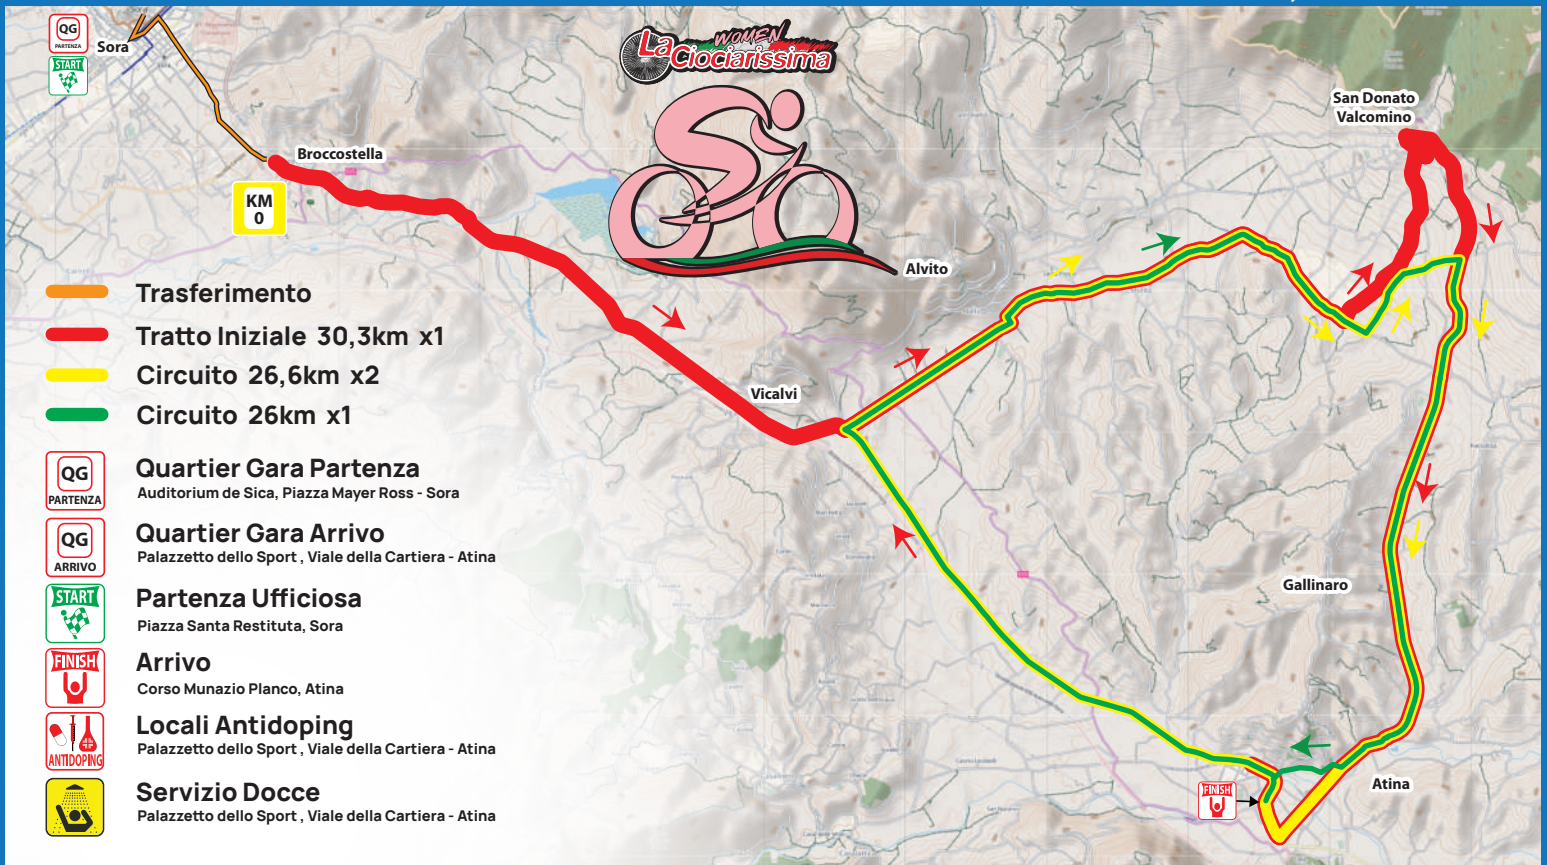 QG
PARTENZA
START
Sora
WOMEN
La Ciociarissima
San Donato
Valcomino
Broccostella
KM
0
Alvito
Trasferimento
Tratto Iniziale 30,3km x1
Circuito 26,6km x2
Circuito 26km x1
Vicalvi
QG
PARTENZA
Quartier Gara Partenza
Auditorium de Sica, Piazza Mayer Ross - Sora
QG
ARRIVO
Quartier Gara Arrivo
Palazzetto dello Sport , Viale della Cartiera - Atina
START
Partenza Ufficiosa
Piazza Santa Restituta, Sora
Gallinaro
FINISH
Arrivo
Corso Munazio Planco, Atina
ANTIDOPING
Locali Antidoping
Palazzetto dello Sport , Viale della Cartiera - Atina
Servizio Docce
Palazzetto dello Sport , Viale della Cartiera - Atina
FINISH
Atina